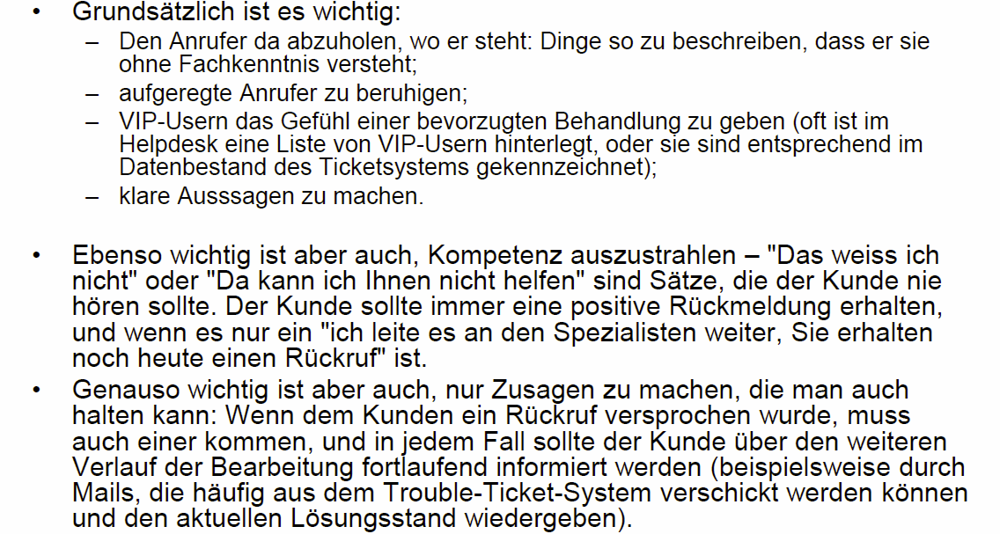 • Grundsätzlich ist es wichtig:
– Den Anrufer da abzuholen, wo er steht: Dinge so zu beschreiben, dass er sie
ohne Fachkenntnis versteht;
– aufgeregte Anrufer zu beruhigen;
– VIP-Usern das Gefühl einer bevorzugten Behandlung zu geben (oft ist im
Helpdesk eine Liste von VIP-Usern hinterlegt, oder sie sind entsprechend im
Datenbestand des Ticketsystems gekennzeichnet);
– klare Ausssagen zu machen.
• Ebenso wichtig ist aber auch, Kompetenz auszustrahlen – "Das weiss ich
nicht" oder "Da kann ich Ihnen nicht helfen" sind Sätze, die der Kunde nie
hören sollte. Der Kunde sollte immer eine positive Rückmeldung erhalten,
und wenn es nur ein "ich leite es an den Spezialisten weiter, Sie erhalten
noch heute einen Rückruf" ist.
• Genauso wichtig ist aber auch, nur Zusagen zu machen, die man auch
halten kann: Wenn dem Kunden ein Rückruf versprochen wurde, muss
auch einer kommen, und in jedem Fall sollte der Kunde über den weiteren
Verlauf der Bearbeitung fortlaufend informiert werden (beispielsweise durch
Mails, die häufig aus dem Trouble-Ticket-System verschickt werden können
und den aktuellen Lösungsstand wiedergeben).